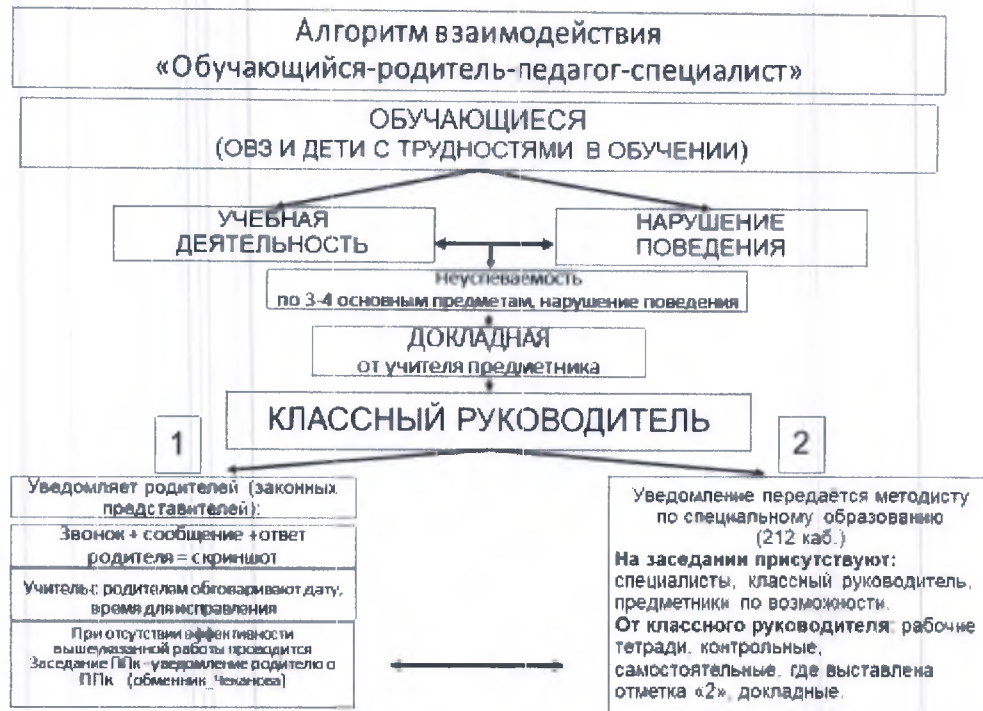 Алгоритм взаимодействия
«Обучающийся-родитель-педагог-специалист»
ОБУЧАЮЩИЕСЯ
(ОВЗ И ДЕТИ С ТРУДНОСТЯМИ В ОБУЧЕНИИ)
УЧЕБНАЯ
ДЕЯТЕЛЬНОСТЬ
НАРУШЕНИЕ
ПОВЕДЕНИЯ
Неуспеваемость
по 3-4 основным предметам, нарушение поведения
ДОКЛАДНАЯ
от учителя предметника
КЛАССНЫЙ РУКОВОДИТЕЛЬ
1
Уведомляет родителей (законных
представителей):
Звонок + сообщение +ответ
родителя = скриншот
Учитель с родителам обговаривают дату,
время для исправления
При отсутствии эффективности
вышеуказанной работы проводится
Заседание ППк - уведомление родителю о
ППк (обменник_Чеканова)
2
Уведомление передаётся методисту
по специальному образованию
(212 каб.)
На заседании присутствуют:
специалисты, классный руководитель,
предметники по возможности.
От классного руководителя: рабочие
тетради, контрольные,
самостоятельные, где выставлена
отметка «2», докладные.